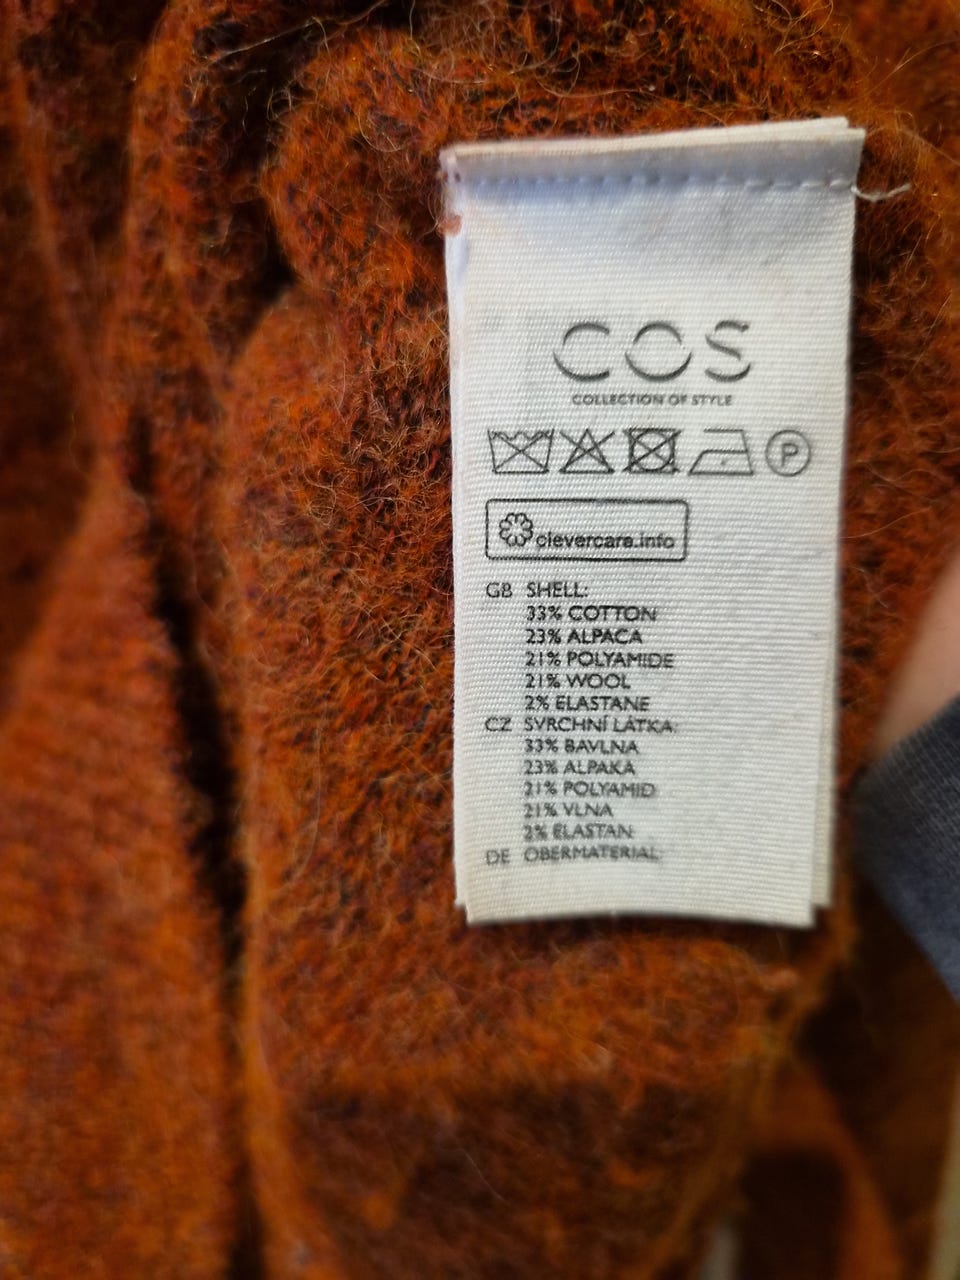 COS
COLLECTION OF STYLE
P
clevercare.info
GB SHELL:
33% COTTON
23% ALPACA
21% POLYAMIDE
21% WOOL
2% ELASTANE
CZ SVRCHNÍ LÁTKA:
33% BAVLNA
23% ALPAKA
21% POLYAMID
21% VLNA
2% ELASTAN
DE OBERMATERIAL: